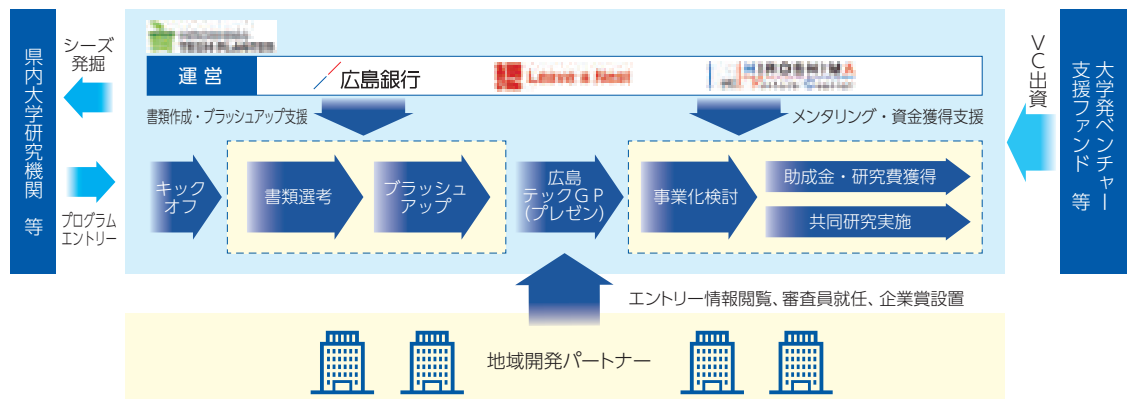 県内大学研究機関 等
シーズ
発掘
プログラム
エントリー
TECH PLANTER
運営
広島銀行
Leave a Nest
HIROSHIMA
Venture Creation
書類作成・ブラッシュアップ支援
メンタリング・資金獲得支援
キック
オフ
書類選考
ブラッシュ
アップ
広島
テックGP
(プレゼン)
事業化検討
助成金・研究費獲得
共同研究実施
VC出資
大学発ベンチャー
支援ファンド 等
エントリー情報閲覧、審査員就任、企業賞設置
地域開発パートナー